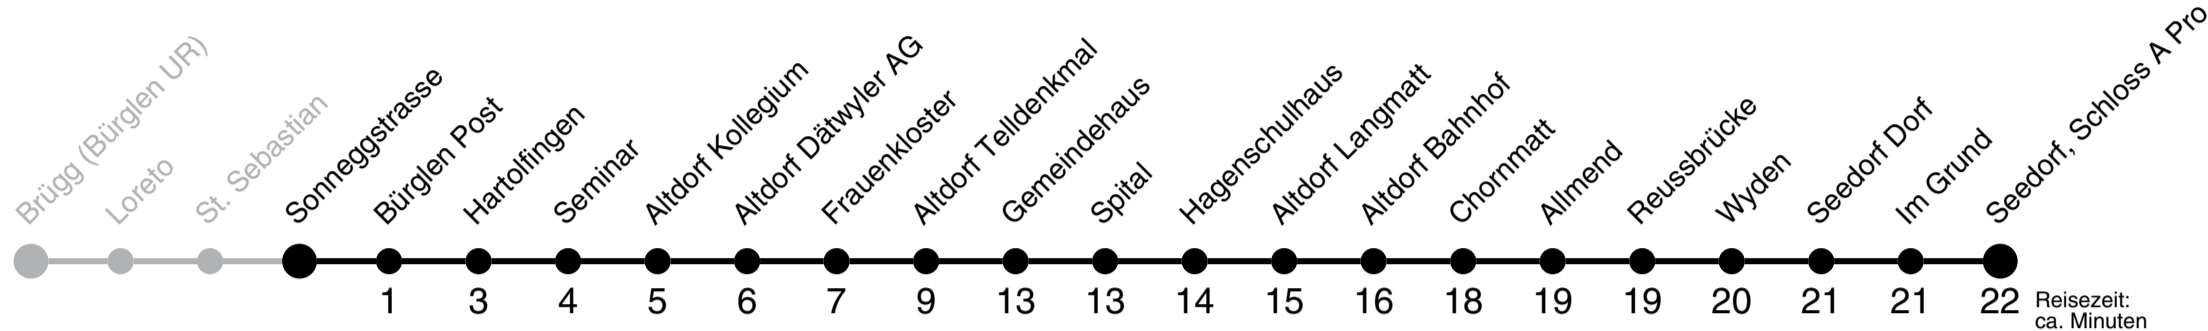 Brügg (Bürglen UR)
Loreto
St. Sebastian
Sonneggstrasse
Bürglen Post
Hartolfingen
Seminar
Altdorf Kollegium
Altdorf Dätwyler AG
Frauenkloster
Altdorf Telldenkmal
Gemeindehaus
Spital
Hagenschulhaus
Altdorf Langmatt
Altdorf Bahnhof
Chornmatt
Allmend
Reussbrücke
Wyden
Seedorf Dorf
Im Grund
Seedorf, Schloss A Pro
1 3 4 5 6 7 9 13 13 14 15 16 18 19 19 20 21 21 22
Reisezeit:
ca. Minuten